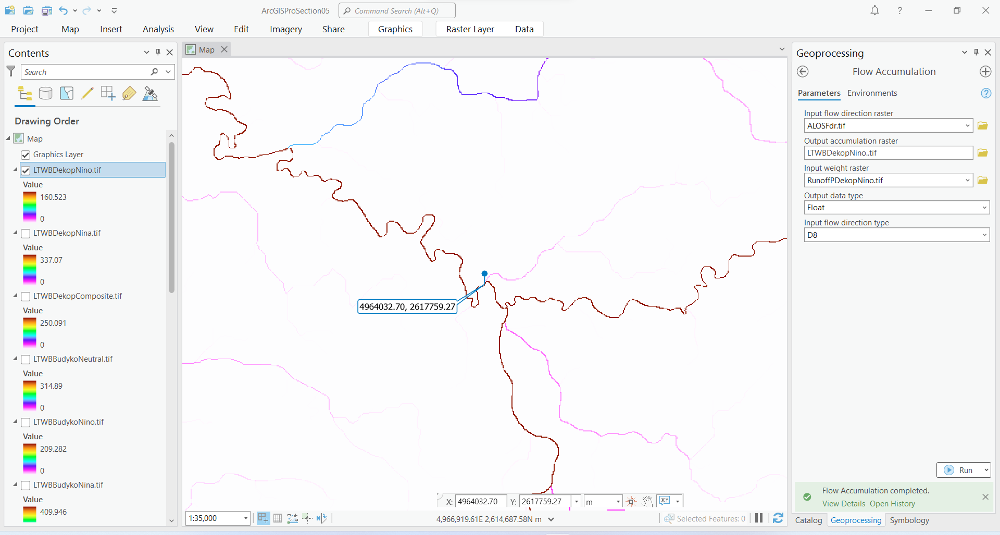 ArcGISProSection05
Command Search (Alt+Q)
?
Project
Map
Insert
Analysis
View
Edit
Imagery
Share
Graphics
Raster Layer
Data
Contents
Search
Drawing Order
Map
Graphics Layer
LTWBDekopNino.tif
Value
160.523
0
LTWBDekopNina.tif
Value
337.07
0
LTWBDekopComposite.tif
Value
250.091
0
LTWBBudykoNeutral.tif
Value
314.89
0
LTWBBudykoNino.tif
Value
209.282
0
LTWBBudykoNina.tif
Value
409.946
Map
4964032.70, 2617759.27
X: 4964032.70 Y: 2617759.27 m XY
1:35,000
N
4,966,919.61E 2,614,687.58N m
Selected Features: 0
Geoprocessing
Flow Accumulation
Parameters Environments
?
Input flow direction raster
ALOSFdr.tif
Output accumulation raster
LTWBDekopNino..tif
Input weight raster
RunoffPDekopNino.tif
Output data type
Float
Input flow direction type
D8
Run
Flow Accumulation completed.
View Details Open History
Catalog Geoprocessing Symbology